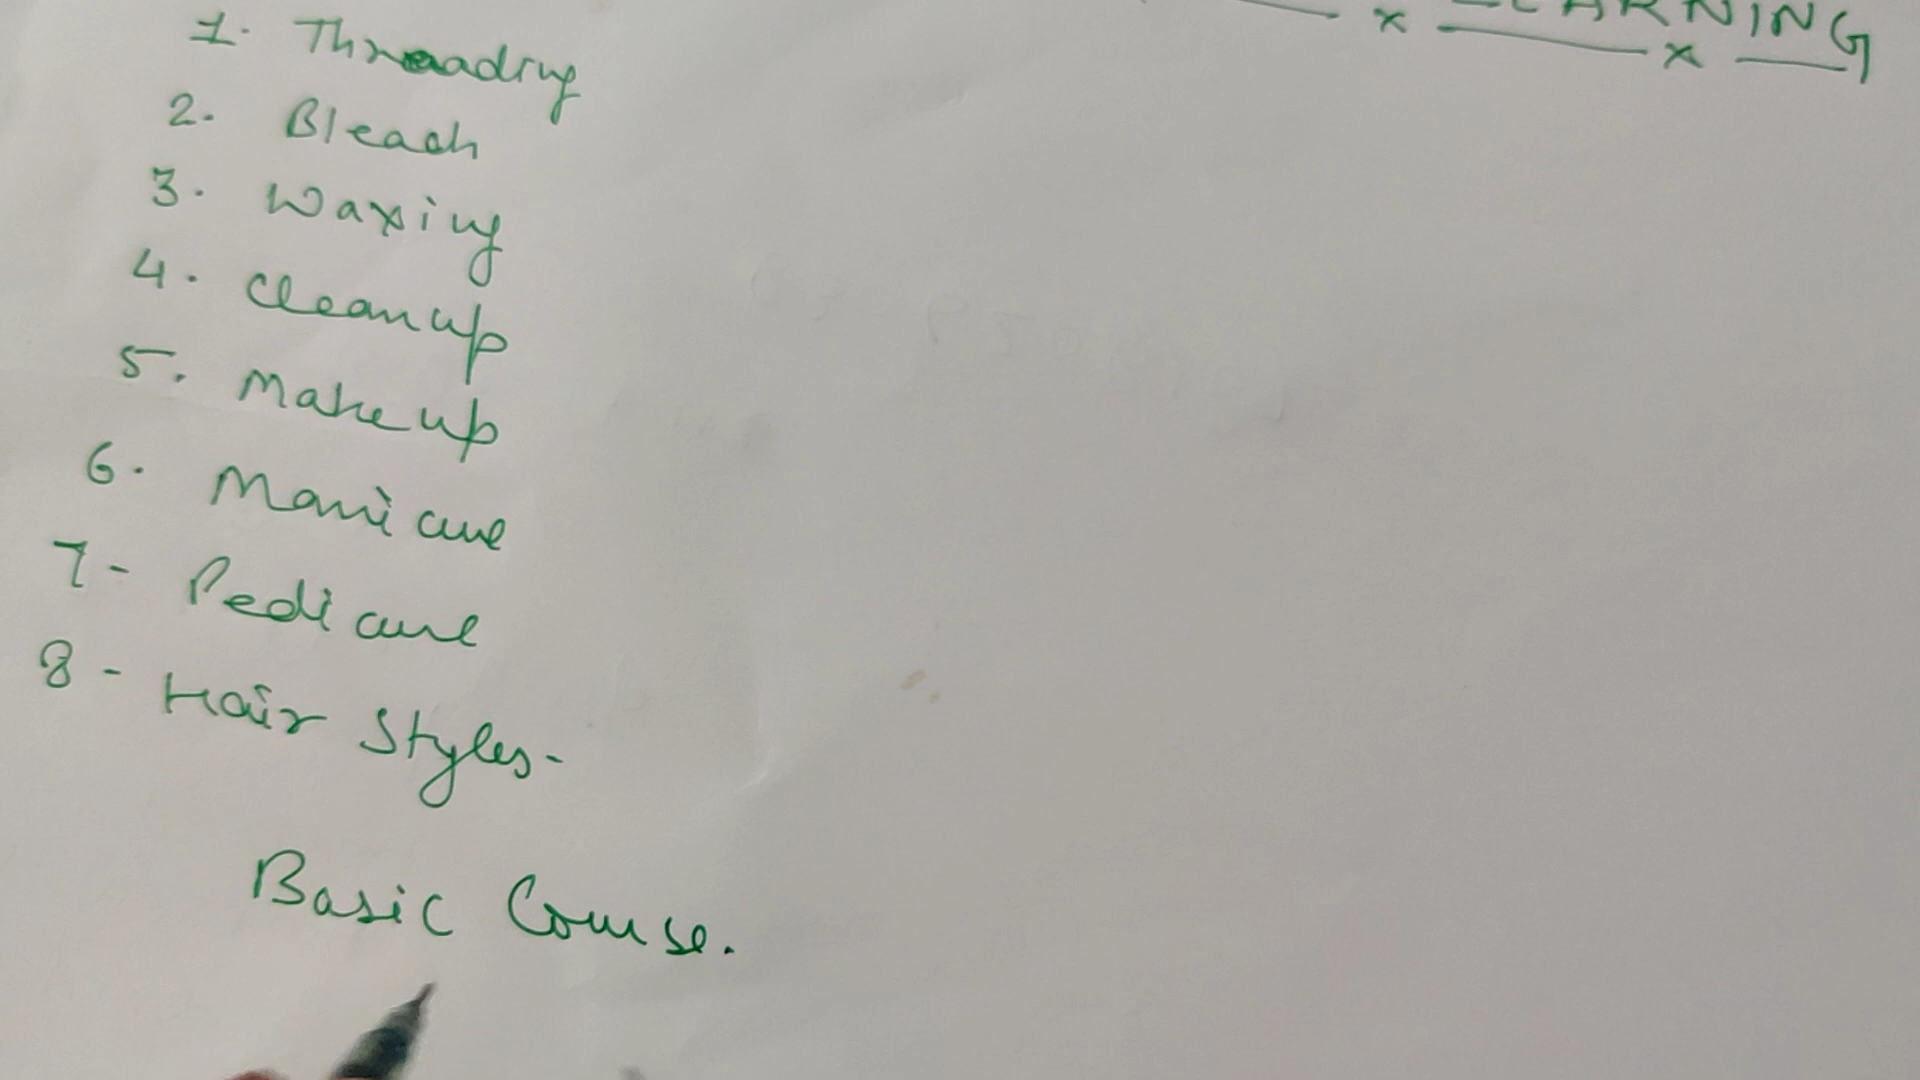 LEARNING
1. Threading
2. Bleach
3. Waxing
4. Cleanup
5. Makeup
6. Manicure
7- Pedicure
8- Hair Styles-
Basic Course.